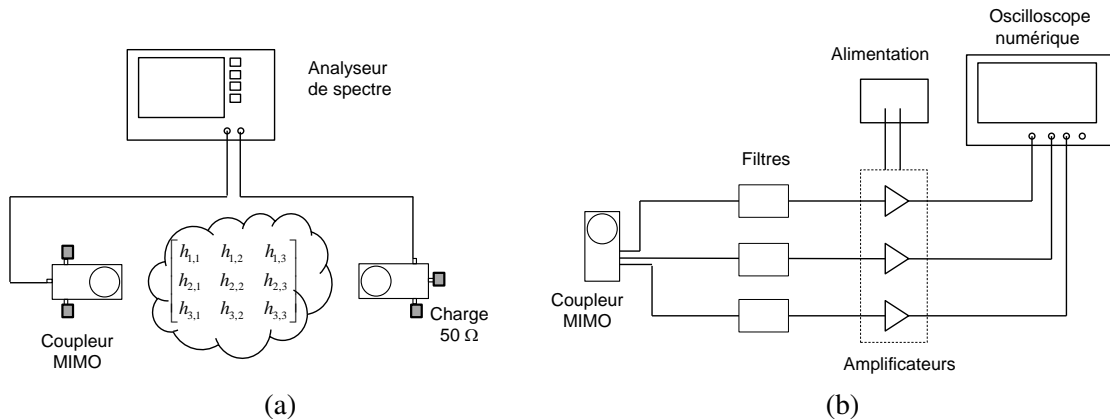 Analyseur
de spectre
h1,1 h1,2 h1,3
h2,1 h2,2 h2,3
h3,1 h3,2 h3,3
Coupleur
MIMO
Charge
50 Ω
(a)
Oscilloscope
numérique
Alimentation
Filtres
Coupleur
MIMO
Amplificateurs
(b)